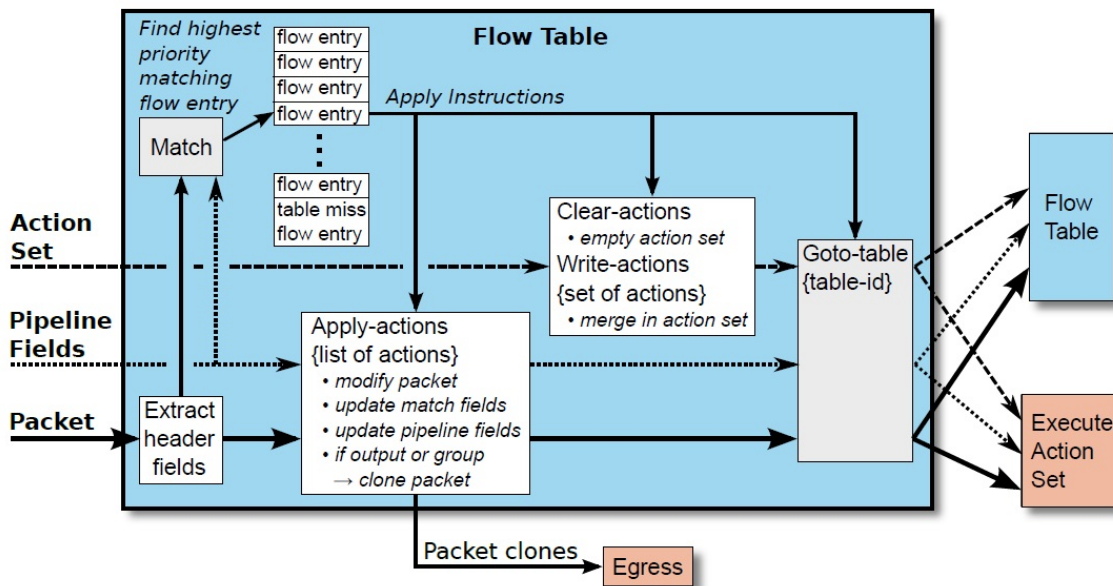 Find highest
priority
matching
flow entry
Flow Table
flow entry
flow entry
flow entry
flow entry
flow entry
table miss
flow entry
Apply Instructions
Match
Action
Set
Clear-actions
• empty action set
Write-actions
{set of actions}
• merge in action set
Goto-table
{table-id}
Flow
Table
Pipeline
Fields
Apply-actions
{list of actions}
• modify packet
• update match fields
• update pipeline fields
• if output or group
→ clone packet
Packet
Extract
header
fields
Execute
Action
Set
Packet clones
Egress